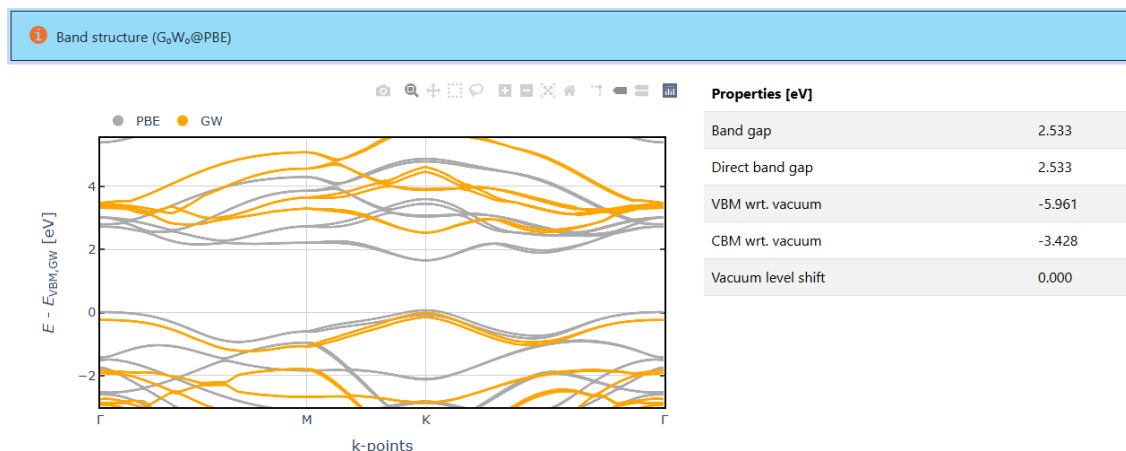 Band structure (G₀W₀@PBE)
PBE GW
E - E_VBM,GW [eV]
4
2
0
−2
Γ M K Γ
k-points
Properties [eV]
Band gap 2.533
Direct band gap 2.533
VBM wrt. vacuum -5.961
CBM wrt. vacuum -3.428
Vacuum level shift 0.000